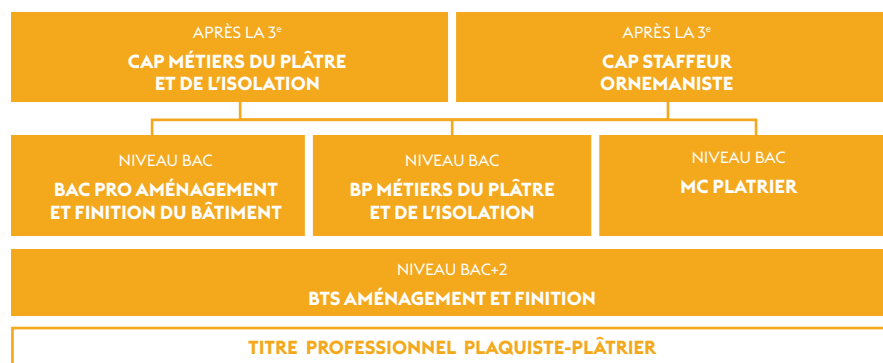 APRÈS LA 3e
CAP MÉTIERS DU PLÂTRE
ET DE L'ISOLATION
APRÈS LA 3e
CAP STAFFEUR
ORNEMANISTE
NIVEAU BAC
BAC PRO AMÉNAGEMENT
ET FINITION DU BÂTIMENT
NIVEAU BAC
BP MÉTIERS DU PLÂTRE
ET DE L'ISOLATION
NIVEAU BAC
MC PLATRIER
NIVEAU BAC+2
BTS AMÉNAGEMENT ET FINITION
TITRE PROFESSIONNEL PLAQUISTE-PLÂTRIER